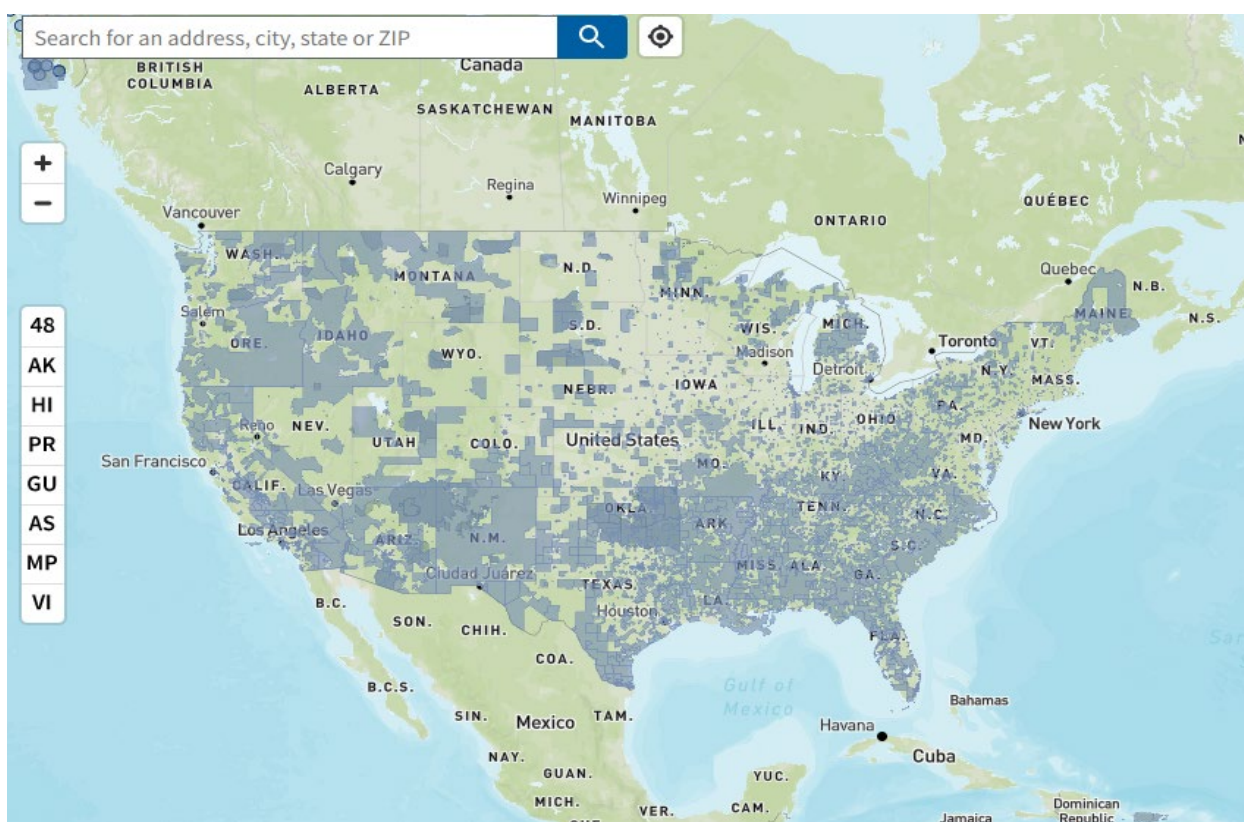 Search for an address, city, state or ZIP
Canada
BRITISH
COLUMBIA
ALBERTA
SASKATCHEWAN
MANITOBA
+
Calgary
Regina
Winnipeg
−
Vancouver
ONTARIO
QUÉBEC
Quebec
N.B.
N.S.
WASH.
MONTANA
N.D.
MINN.
MAINE
48
Salem
ORE.
IDAHO
S.D.
WIS.
MICH.
Toronto
VT.
AK
WYO.
Madison
Detroit
N.Y.
MASS.
HI
NEBR.
IOWA
PA.
PR
Reno
NEV.
UTAH
COLO.
United States
ILL.
IND.
OHIO
MD.
New York
San Francisco
MO.
KY.
VA.
GU
CALIF.
Las Vegas
AS
Los Angeles
ARIZ.
N.M.
OKLA.
ARK.
TENN.
N.C.
S.C.
MP
Ciudad Juárez
TEXAS
MISS.
ALA.
GA.
VI
B.C.
SON.
CHIH.
Houston
LA.
FLA.
COA.
B.C.S.
Gulf of
Mexico
Bahamas
SIN.
Mexico
TAM.
Havana
NAY.
Cuba
GUAN.
YUC.
MICH.
VER.
CAM.
Jamaica
Dominican
Republic